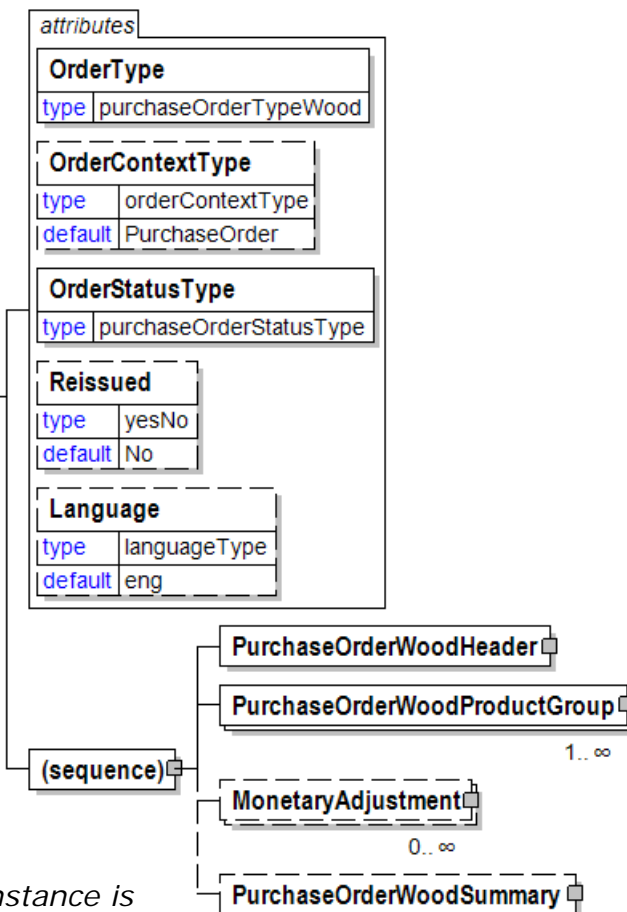 attributes
OrderType
type purchaseOrderTypeWood
OrderContextType
type orderContextType
default PurchaseOrder
OrderStatusType
type purchaseOrderStatusType
Reissued
type yesNo
default No
Language
type languageType
default eng
PurchaseOrderWoodHeader
PurchaseOrderWoodProductGroup
1.. ∞
(sequence)
MonetaryAdjustment
0.. ∞
nstance is
PurchaseOrderWoodSummary